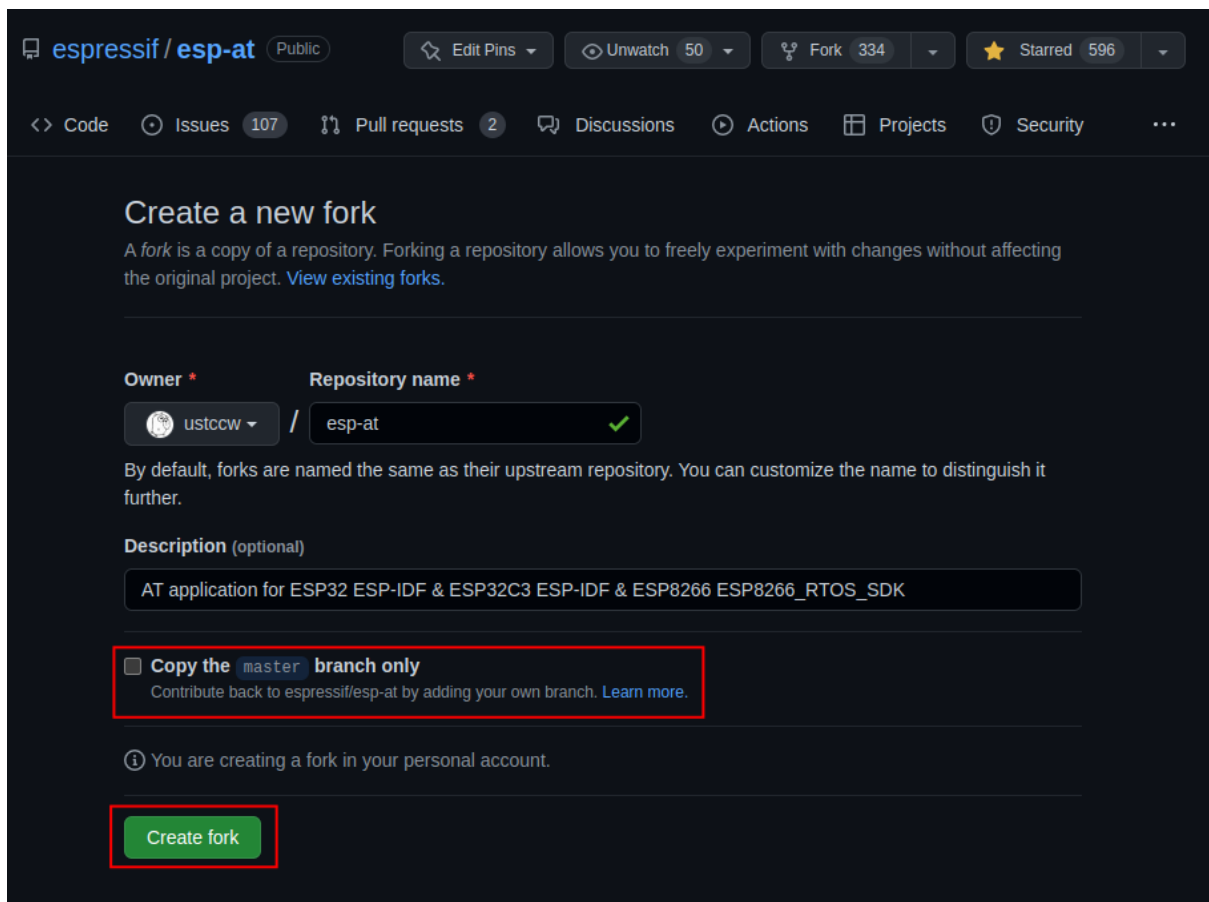 espressif / esp-at Public Edit Pins Unwatch 50 Fork 334 Starred 596
Code Issues 107 Pull requests 2 Discussions Actions Projects Security ...
Create a new fork
A fork is a copy of a repository. Forking a repository allows you to freely experiment with changes without affecting
the original project. View existing forks.
Owner * Repository name *
ustccw / esp-at
By default, forks are named the same as their upstream repository. You can customize the name to distinguish it
further.
Description (optional)
AT application for ESP32 ESP-IDF & ESP32C3 ESP-IDF & ESP8266 ESP8266_RTOS_SDK
Copy the master branch only
Contribute back to espressif/esp-at by adding your own branch. Learn more.
You are creating a fork in your personal account.
Create fork